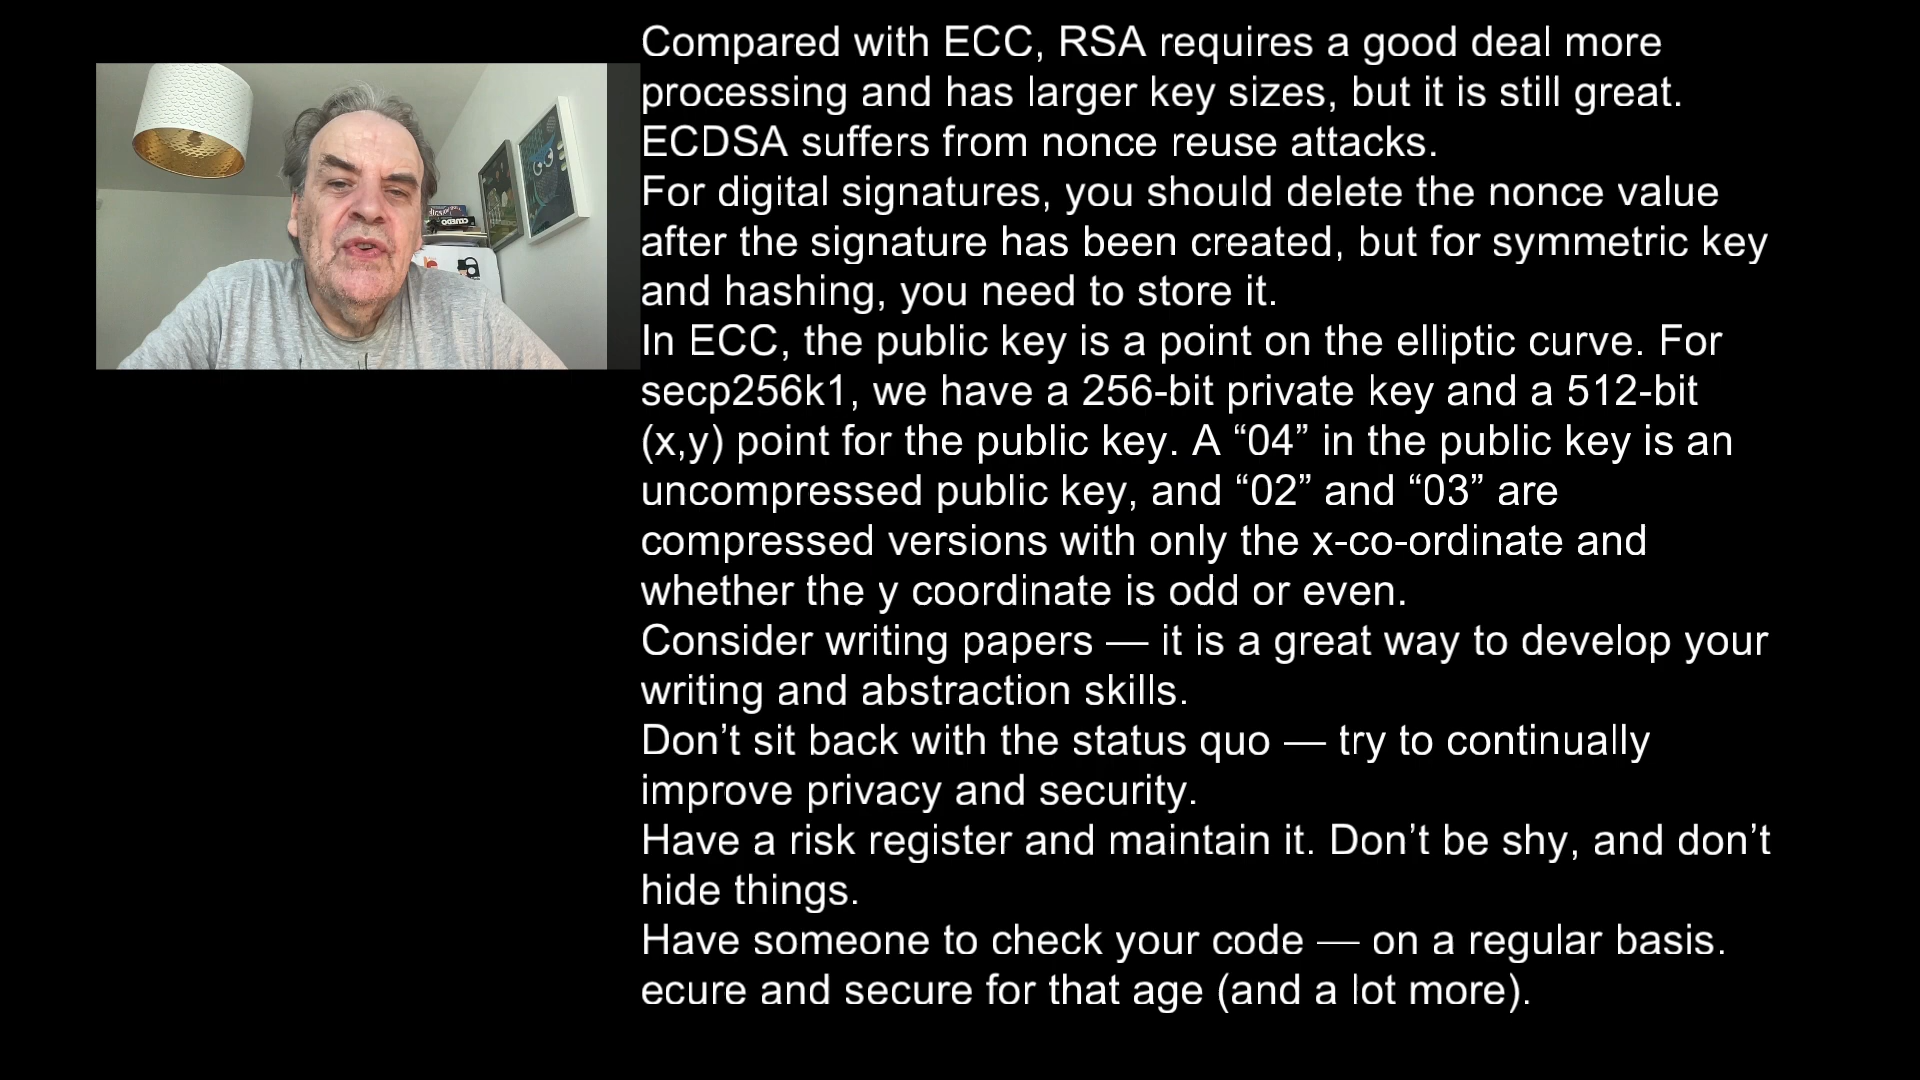 Compared with ECC, RSA requires a good deal more
processing and has larger key sizes, but it is still great.
ECDSA suffers from nonce reuse attacks.
For digital signatures, you should delete the nonce value
after the signature has been created, but for symmetric key
and hashing, you need to store it.
In ECC, the public key is a point on the elliptic curve. For
secp256k1, we have a 256-bit private key and a 512-bit
(x,y) point for the public key. A “04” in the public key is an
uncompressed public key, and “02” and “03” are
compressed versions with only the x-co-ordinate and
whether the y coordinate is odd or even.
Consider writing papers — it is a great way to develop your
writing and abstraction skills.
Don’t sit back with the status quo — try to continually
improve privacy and security.
Have a risk register and maintain it. Don’t be shy, and don’t
hide things.
Have someone to check your code — on a regular basis.
ecure and secure for that age (and a lot more).